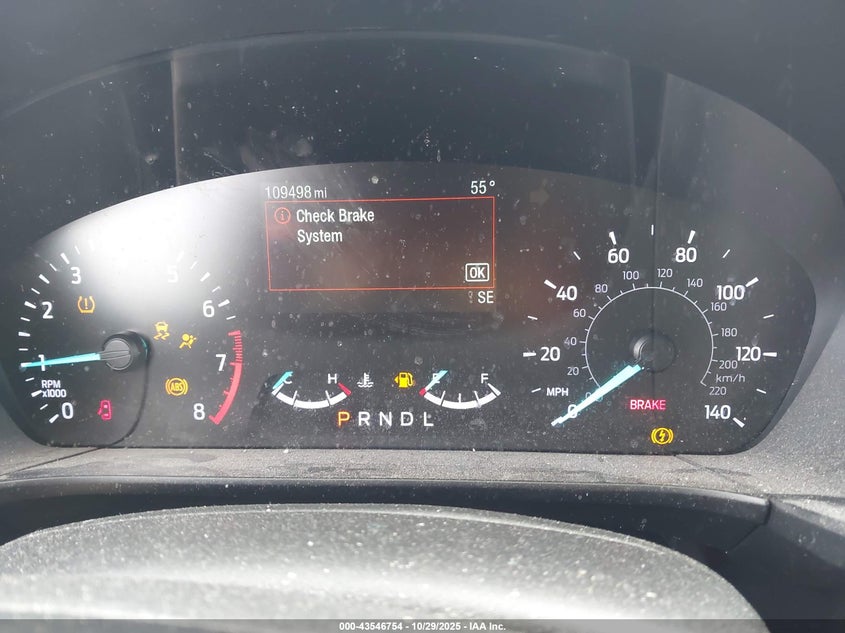 109498 mi 55°
Check Brake
System
OK
SE
0 1 2 3 5 6 7 8
RPM
x1000
ABS
C H
E F
P R N D L
0 20 40 60 80 100 120 140
MPH
20 40 60 80 100 120 140 160 180 200 220
km/h
BRAKE
000-43546754 - 10/29/2025 - IAA Inc.